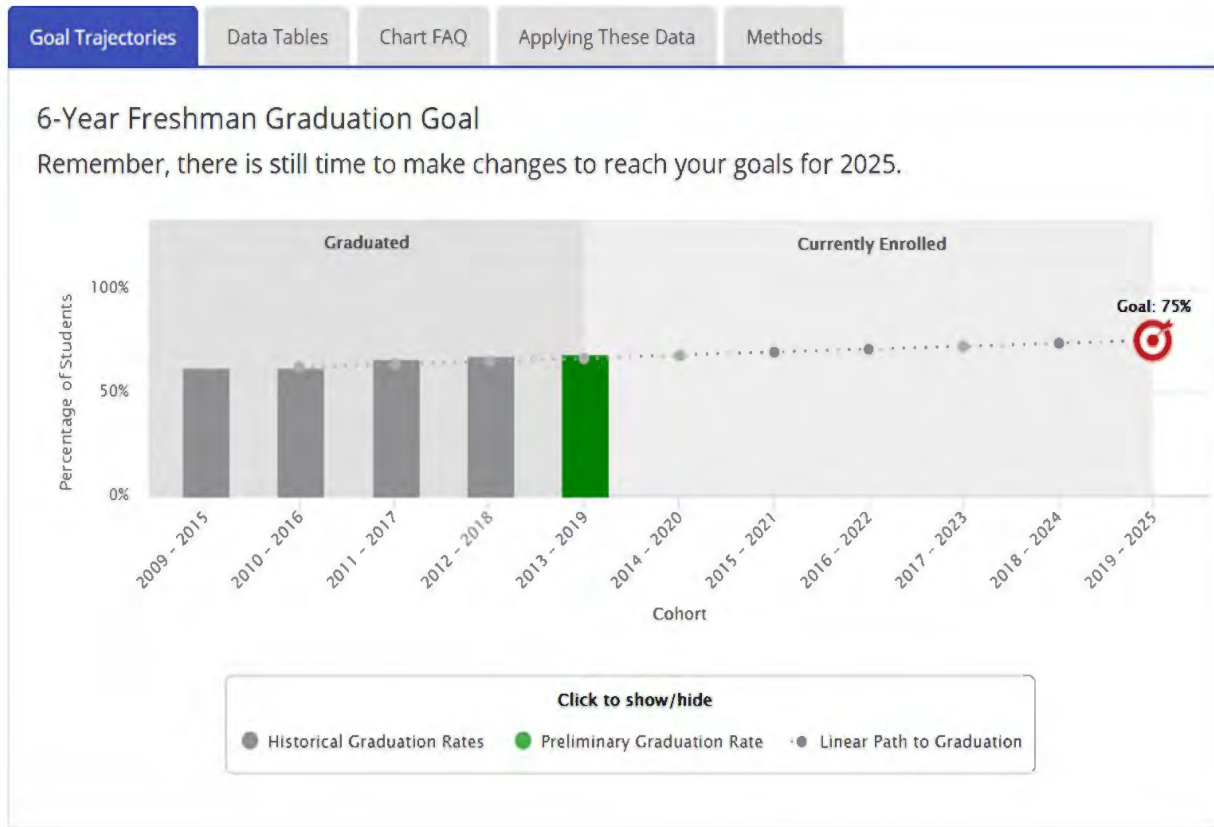 Goal Trajectories
Data Tables
Chart FAQ
Applying These Data
Methods
6-Year Freshman Graduation Goal
Remember, there is still time to make changes to reach your goals for 2025.
Graduated
Currently Enrolled
Percentage of Students
100%
50%
0%
Goal: 75%
2009 - 2015
2010 - 2016
2011 - 2017
2012 - 2018
2013 - 2019
2014 - 2020
2015 - 2021
2016 - 2022
2017 - 2023
2018 - 2024
2019 - 2025
Cohort
Click to show/hide
Historical Graduation Rates
Preliminary Graduation Rate
Linear Path to Graduation